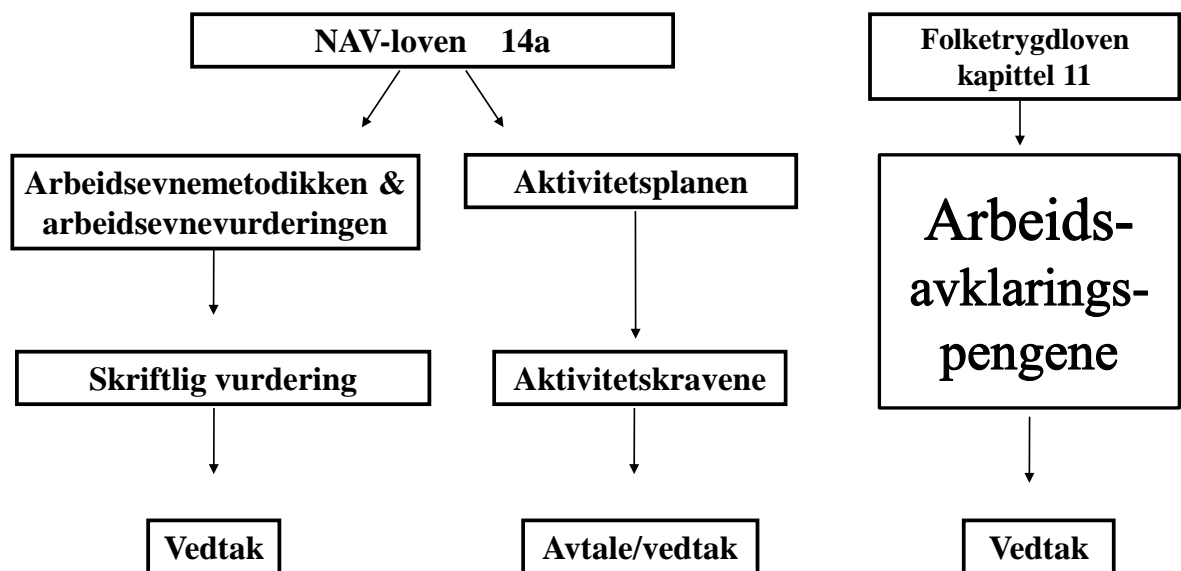 NAV-loven 14a
Folketrygdloven
kapittel 11
Arbeidsevnemetodikken &
arbeidsevnevurderingen
Aktivitetsplanen
Arbeids-
avklarings-
pengene
Skriftlig vurdering
Aktivitetskravene
Vedtak
Avtale/vedtak
Vedtak